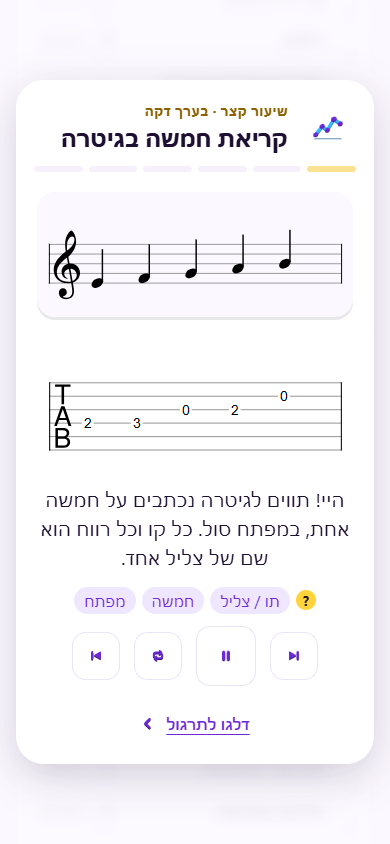 שיעור קצר · בערך דקה
קריאת חמשה בגיטרה
T
A
B
2 3 0 2 0
היי! תווים לגיטרה נכתבים על חמשה
אחת, במפתח סול. כל קו וכל רווח הוא
שם של צליל אחד.
? תו / צליל חמשה מפתח
דלגו לתרגול